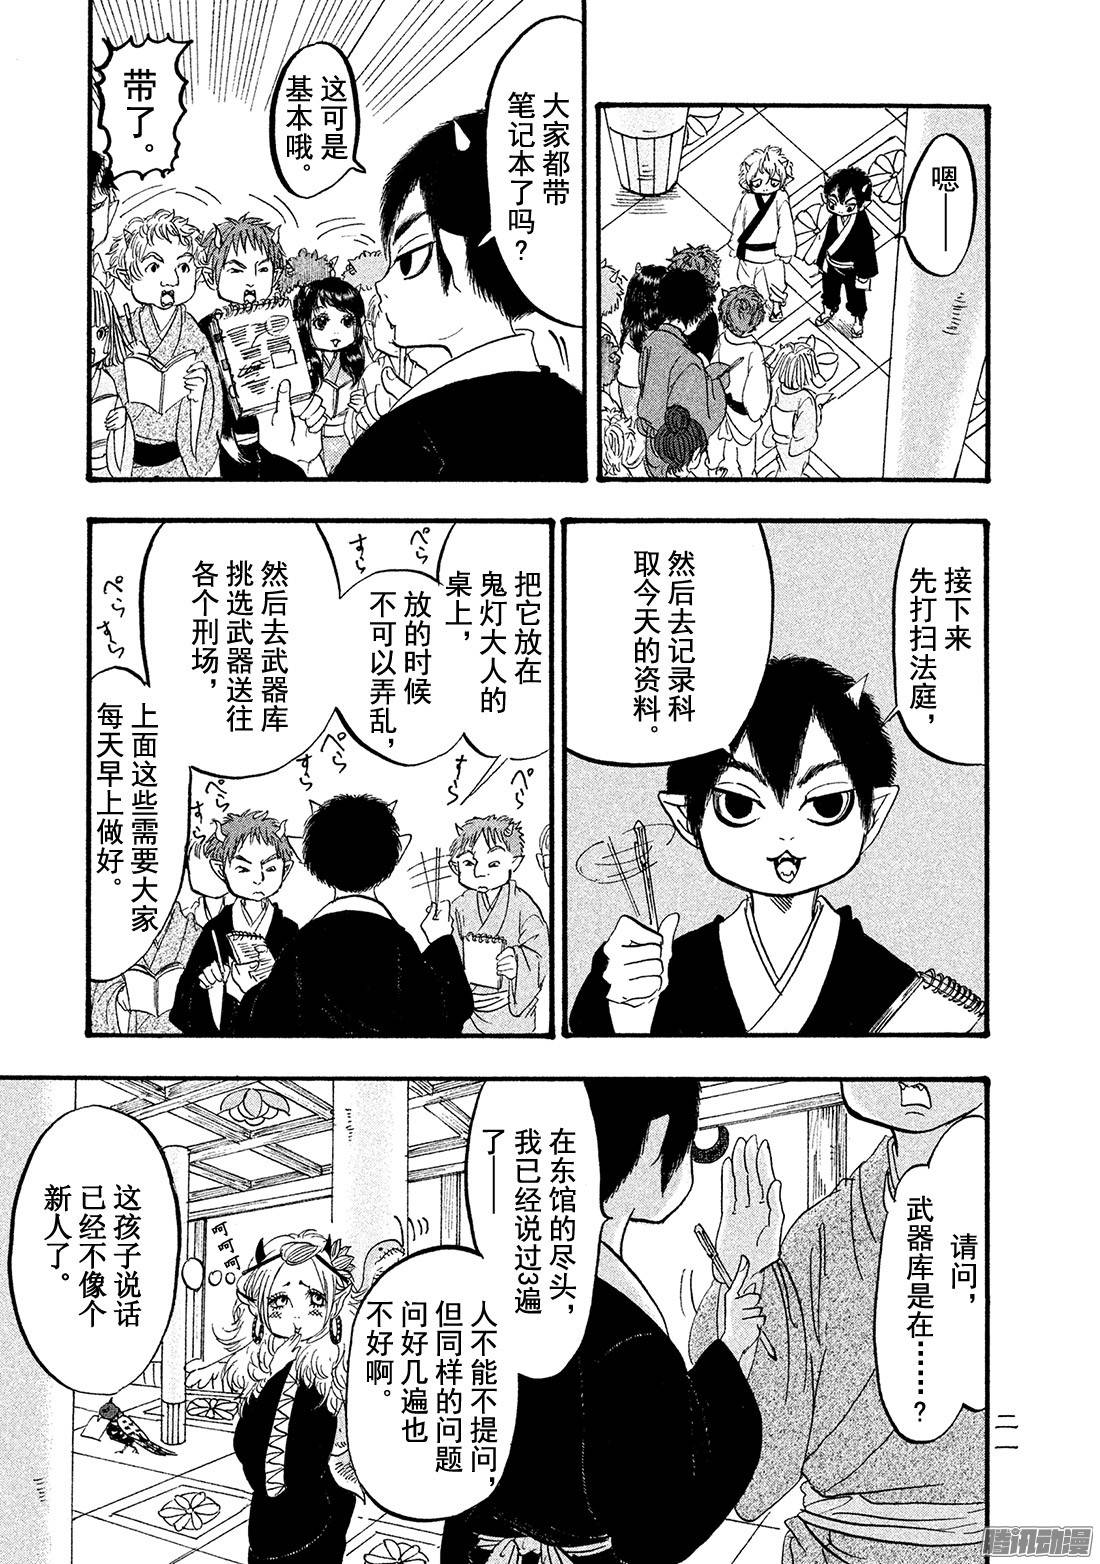 嗯——
大家都带
笔记本了吗?
这可是
基本哦。
带了。
接下来
先打扫法庭,
然后去记录科
取今天的资料。
把它放在
鬼灯大人的
桌上,
放的时候
不可以弄乱,
然后去武器库
挑选武器送往
各个刑场,
上面这些需要大家
每天早上做好。
ぺら
すら
ぺら
すら
ぺら
ぺら
すら
请问,
武器库是在……?
在东馆的尽头,
我已经说过3遍
了——
人不能不提问,
但同样的问题
问好几遍也
不好啊。
呵
呵
呵
这孩子说话
已经不像个
新人了。
二一
腾讯动漫